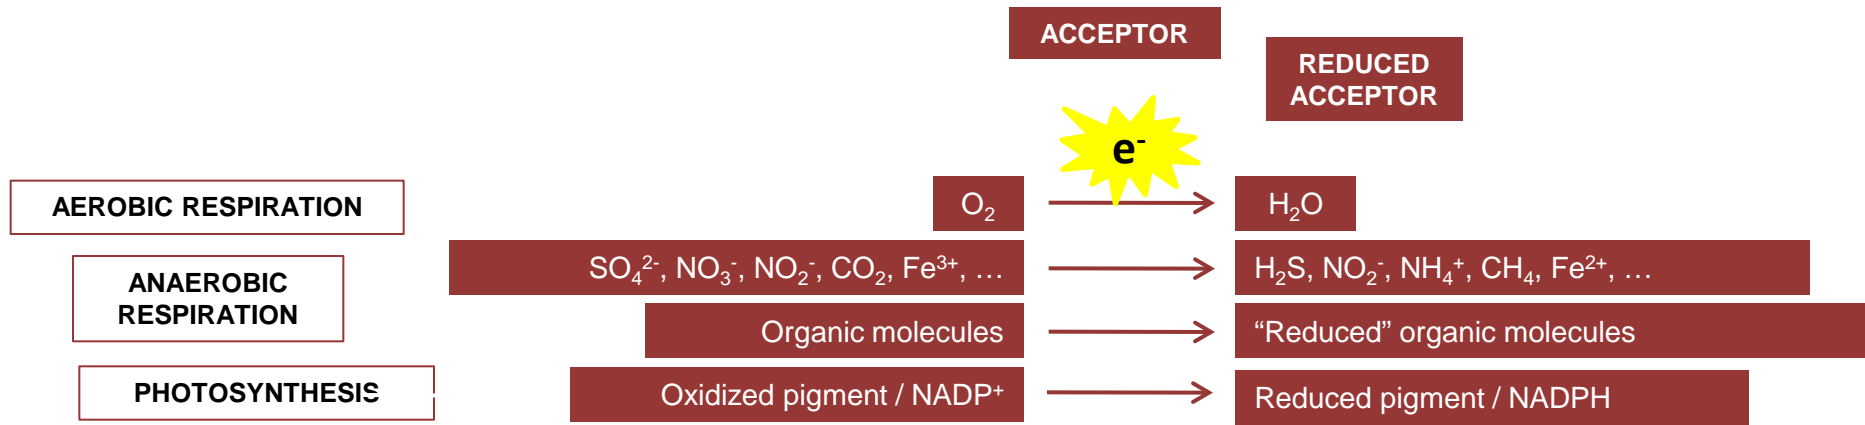 ACCEPTOR
REDUCED
ACCEPTOR
e⁻
AEROBIC RESPIRATION
O₂
H₂O
ANAEROBIC
RESPIRATION
SO₄²⁻, NO₃⁻, NO₂⁻, CO₂, Fe³⁺, …
H₂S, NO₂⁻, NH₄⁺, CH₄, Fe²⁺, …
Organic molecules
“Reduced” organic molecules
PHOTOSYNTHESIS
Oxidized pigment / NADP⁺
Reduced pigment / NADPH